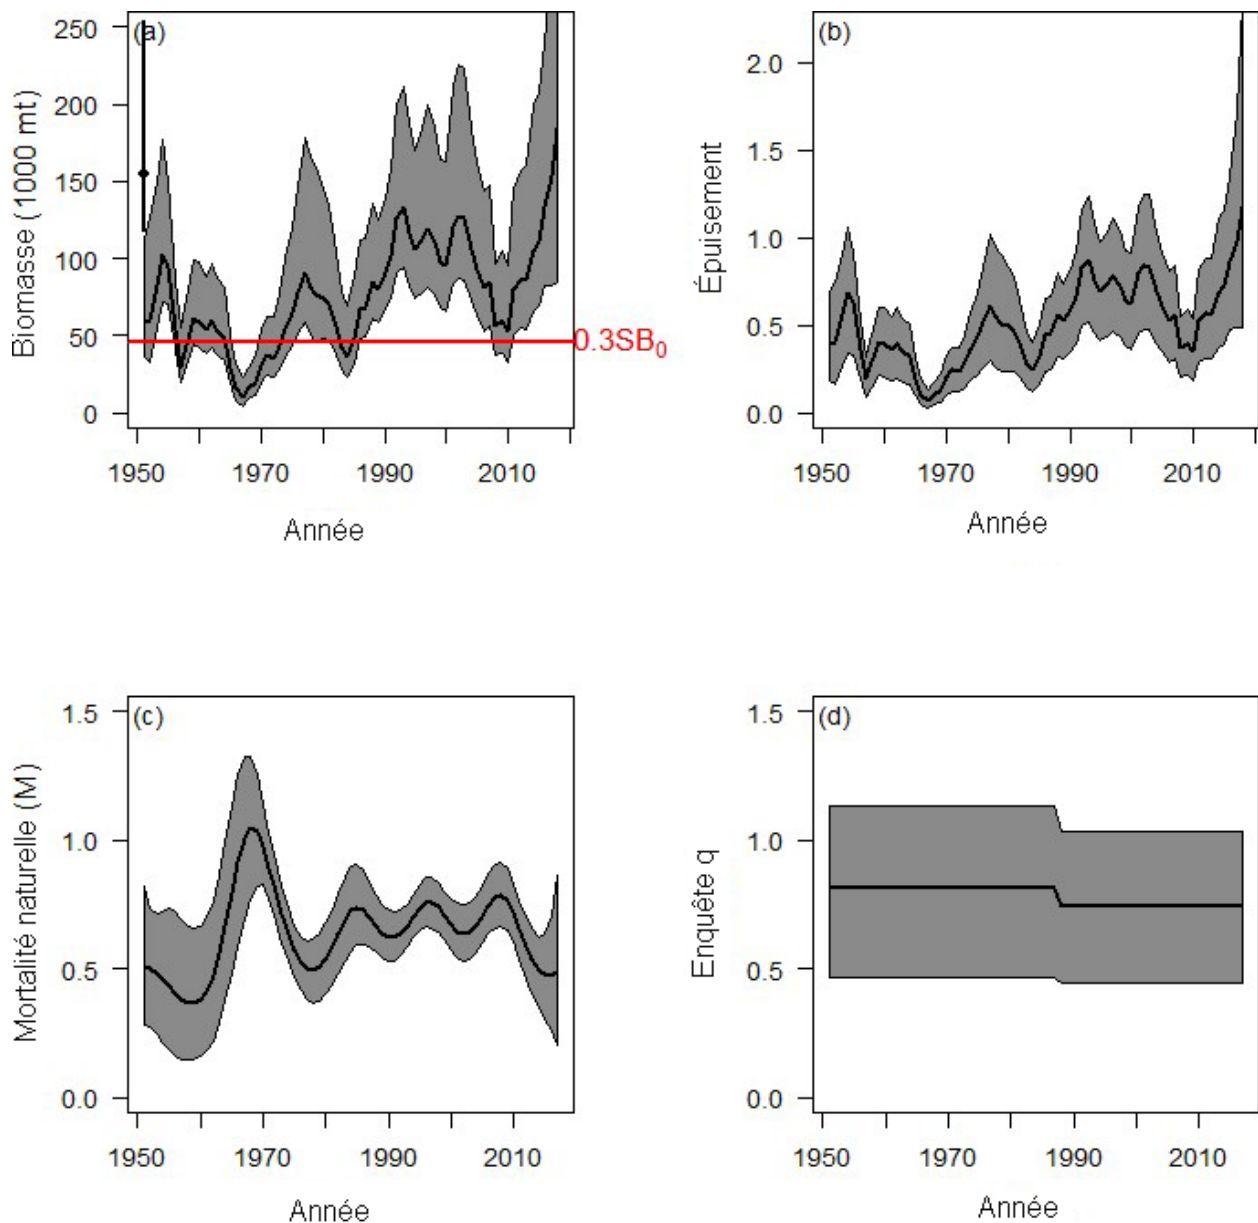 (a)
250
200
150
100
50
0
Biomasse (1000 mt)
0.3SB₀
1950 1970 1990 2010
Année
(b)
2.0
1.5
1.0
0.5
0.0
Épuisement
1950 1970 1990 2010
Année
(c)
1.5
1.0
0.5
0.0
Mortalité naturelle (M)
1950 1970 1990 2010
Année
(d)
1.5
1.0
0.5
0.0
Enquête q
1950 1970 1990 2010
Année